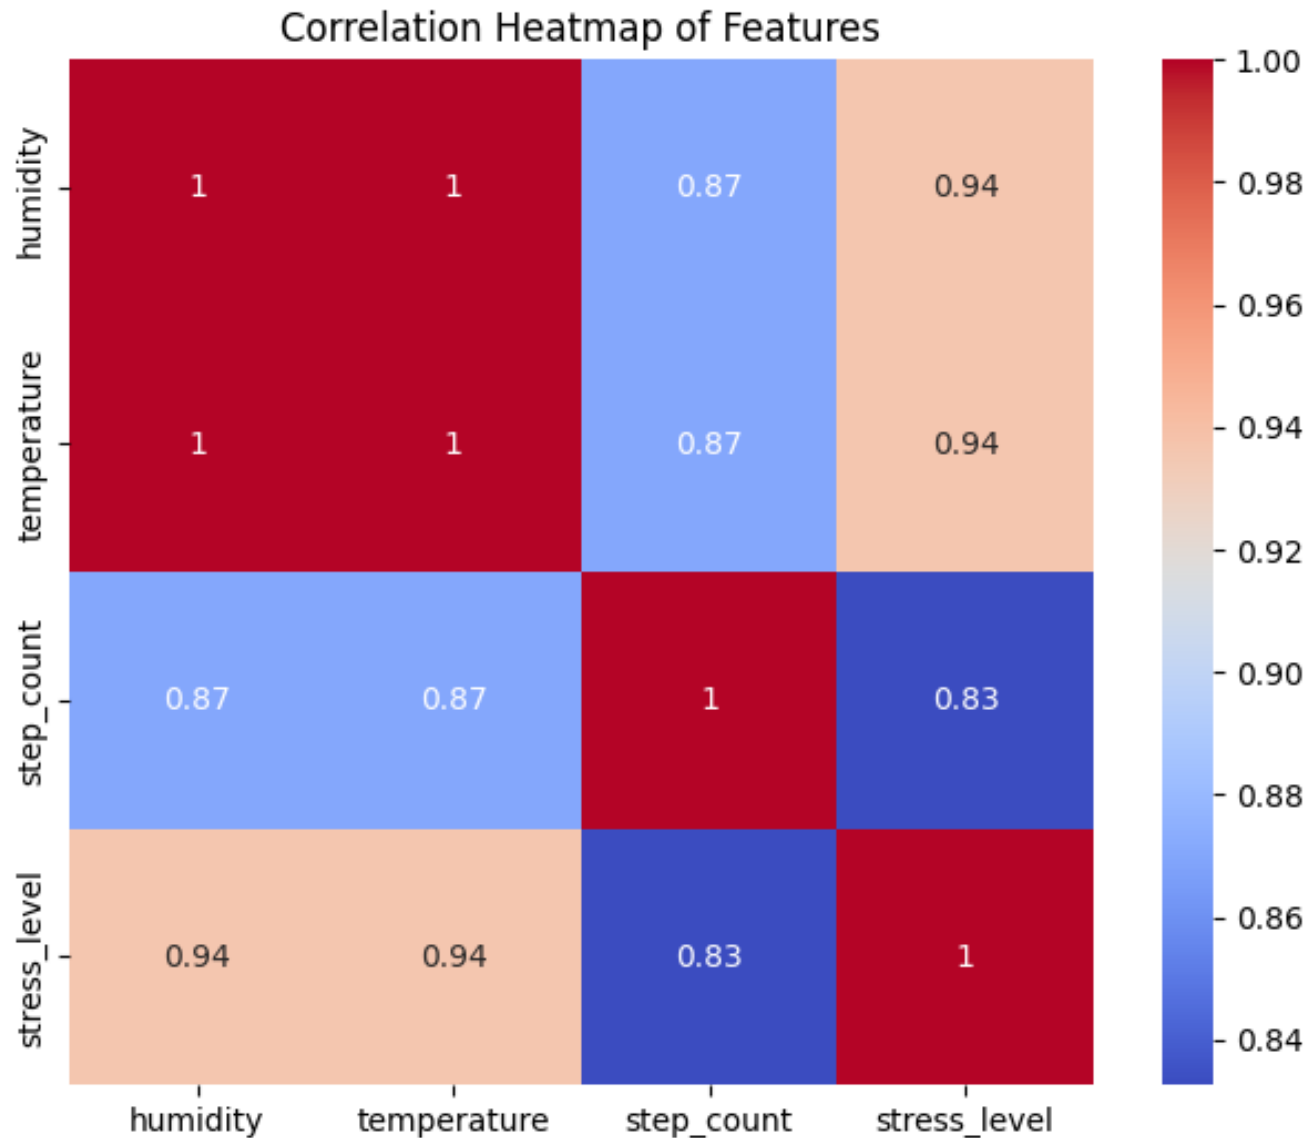 Correlation Heatmap of Features
humidity 1 1 0.87 0.94
temperature 1 1 0.87 0.94
step_count 0.87 0.87 1 0.83
stress_level 0.94 0.94 0.83 1
humidity temperature step_count stress_level
1.00
0.98
0.96
0.94
0.92
0.90
0.88
0.86
0.84